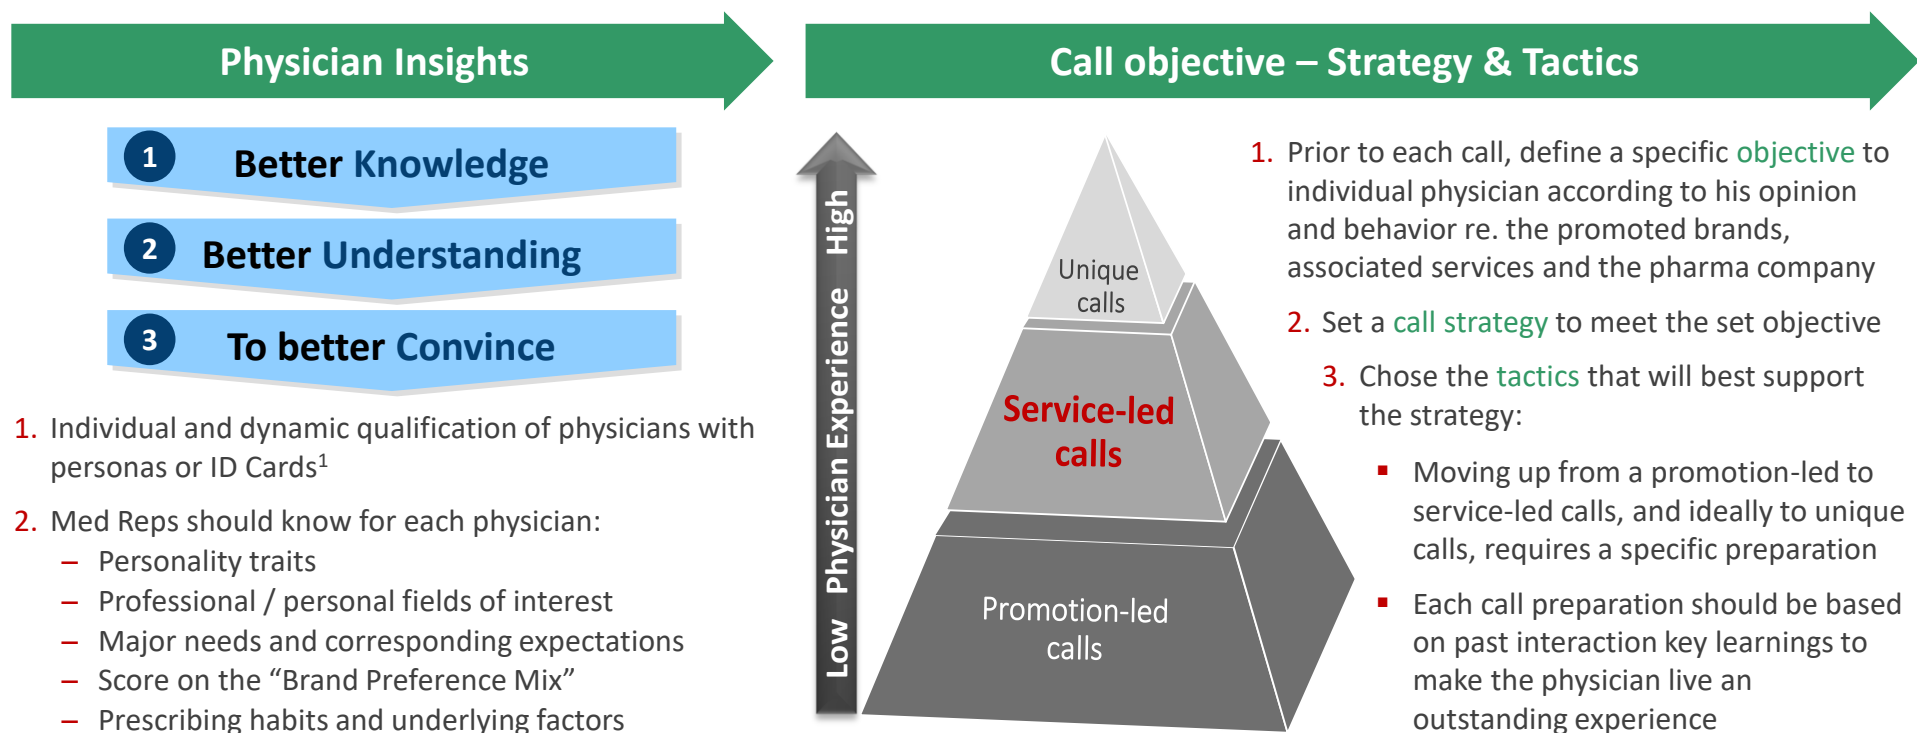 Physician Insights
1
Better Knowledge
2
Better Understanding
3
To better Convince
1. Individual and dynamic qualification of physicians with
personas or ID Cards¹
2. Med Reps should know for each physician:
– Personality traits
– Professional / personal fields of interest
– Major needs and corresponding expectations
– Score on the “Brand Preference Mix”
– Prescribing habits and underlying factors
Call objective – Strategy & Tactics
Low Physician Experience High
Unique
calls
Service-led
calls
Promotion-led
calls
1. Prior to each call, define a specific objective to
individual physician according to his opinion
and behavior re. the promoted brands,
associated services and the pharma company
2. Set a call strategy to meet the set objective
3. Chose the tactics that will best support
the strategy:
▪ Moving up from a promotion-led to
service-led calls, and ideally to unique
calls, requires a specific preparation
▪ Each call preparation should be based
on past interaction key learnings to
make the physician live an
outstanding experience